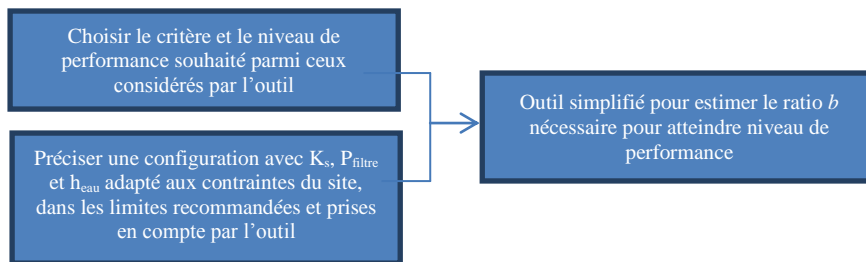 Choisir le critère et le niveau de
performance souhaité parmi ceux
considérés par l’outil
Préciser une configuration avec Ks, Pfiltre
et heau adapté aux contraintes du site,
dans les limites recommandées et prises
en compte par l’outil
Outil simplifié pour estimer le ratio b
nécessaire pour atteindre niveau de
performance